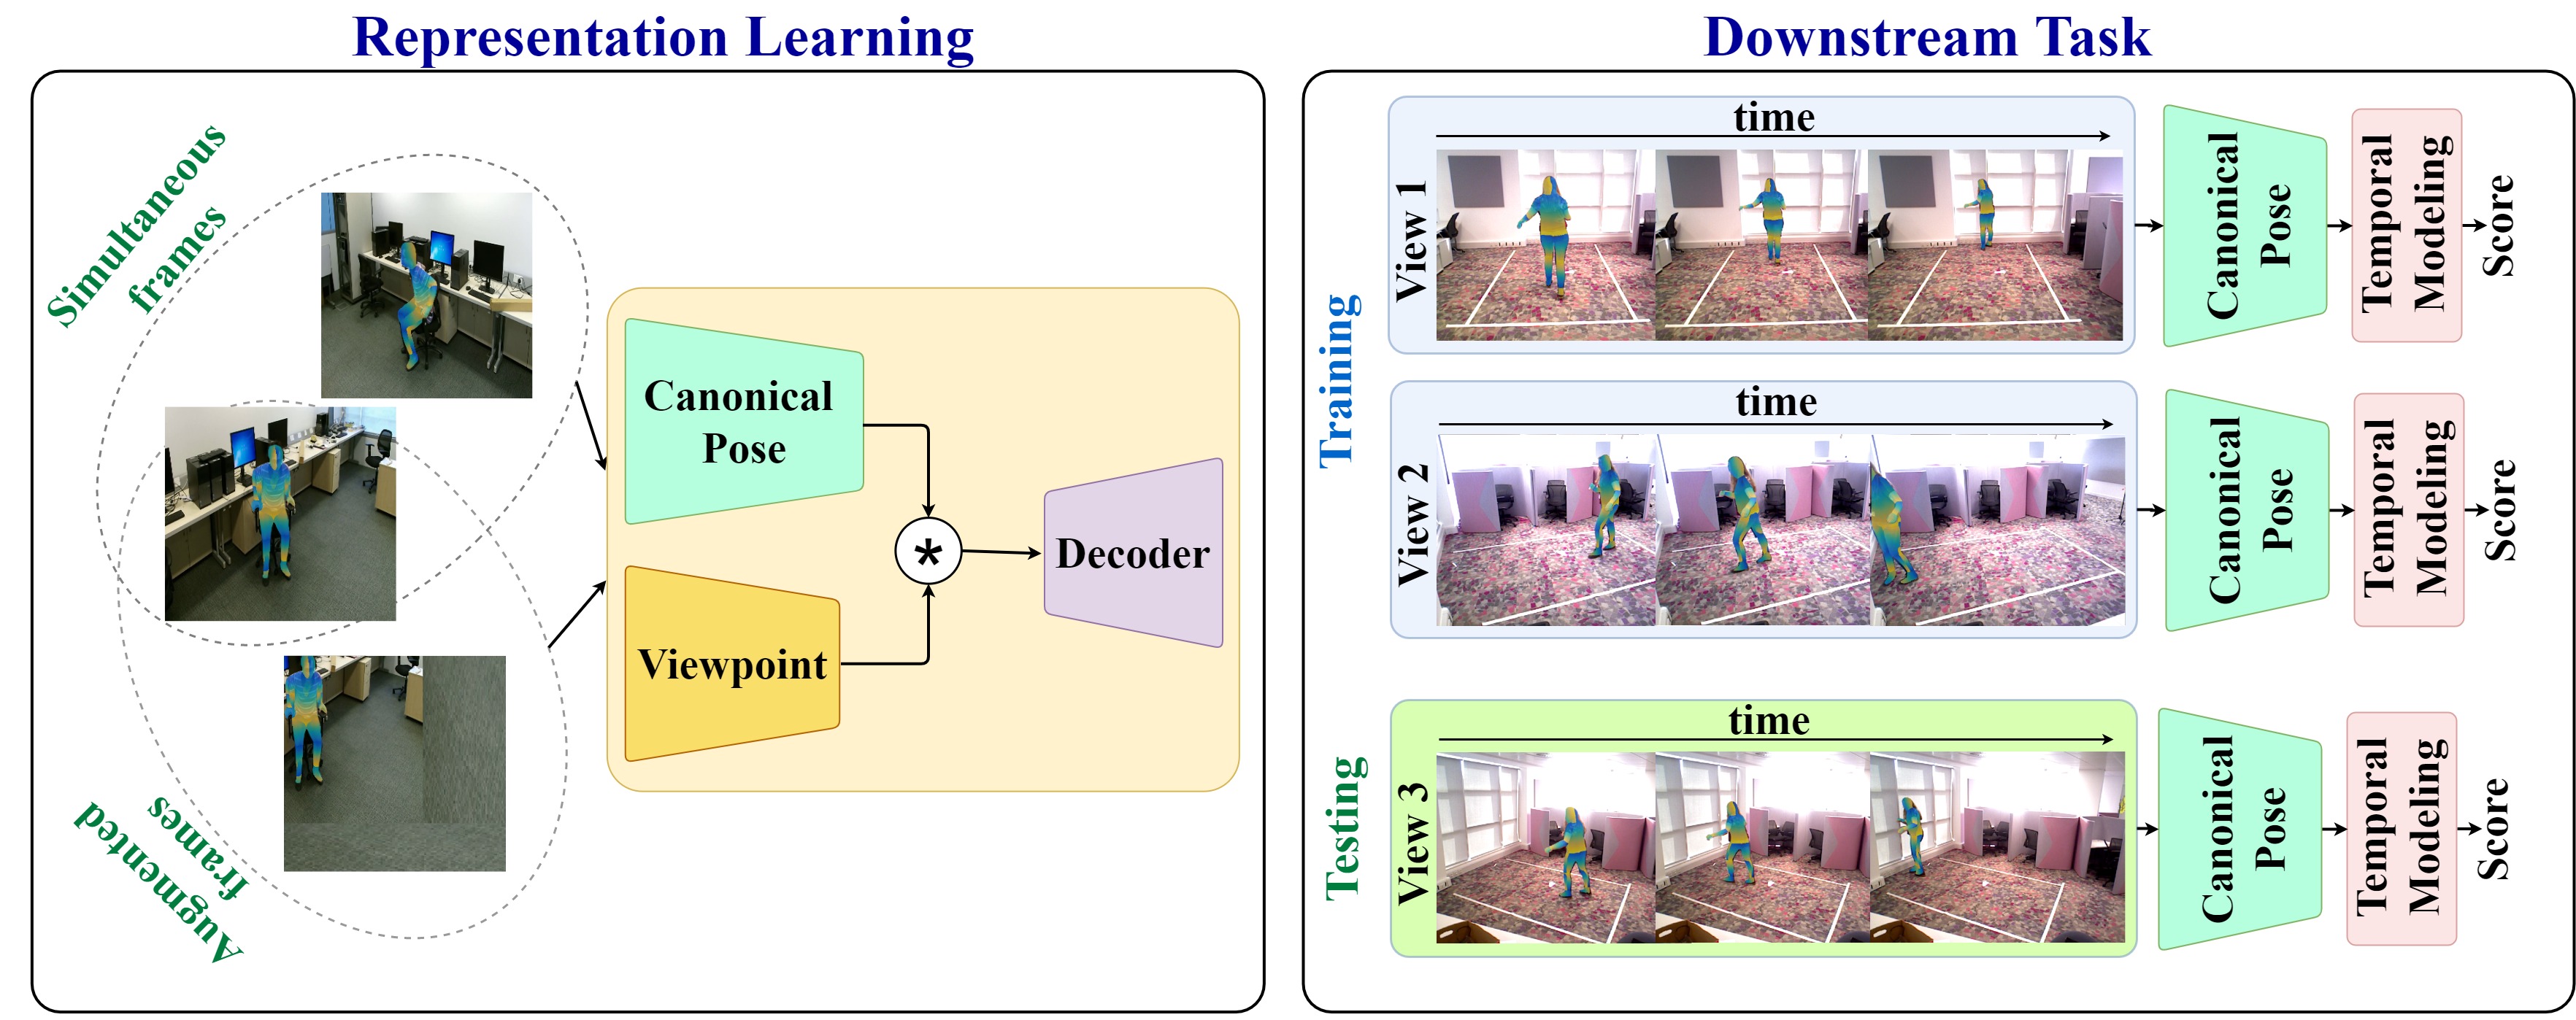 Representation Learning
Simultaneous
frames
Canonical
Pose
*
Decoder
Viewpoint
Augmented
frames
Downstream Task
Training
View 1
time
Canonical
Pose
Temporal
Modeling
Score
View 2
time
Canonical
Pose
Temporal
Modeling
Score
Testing
View 3
time
Canonical
Pose
Temporal
Modeling
Score